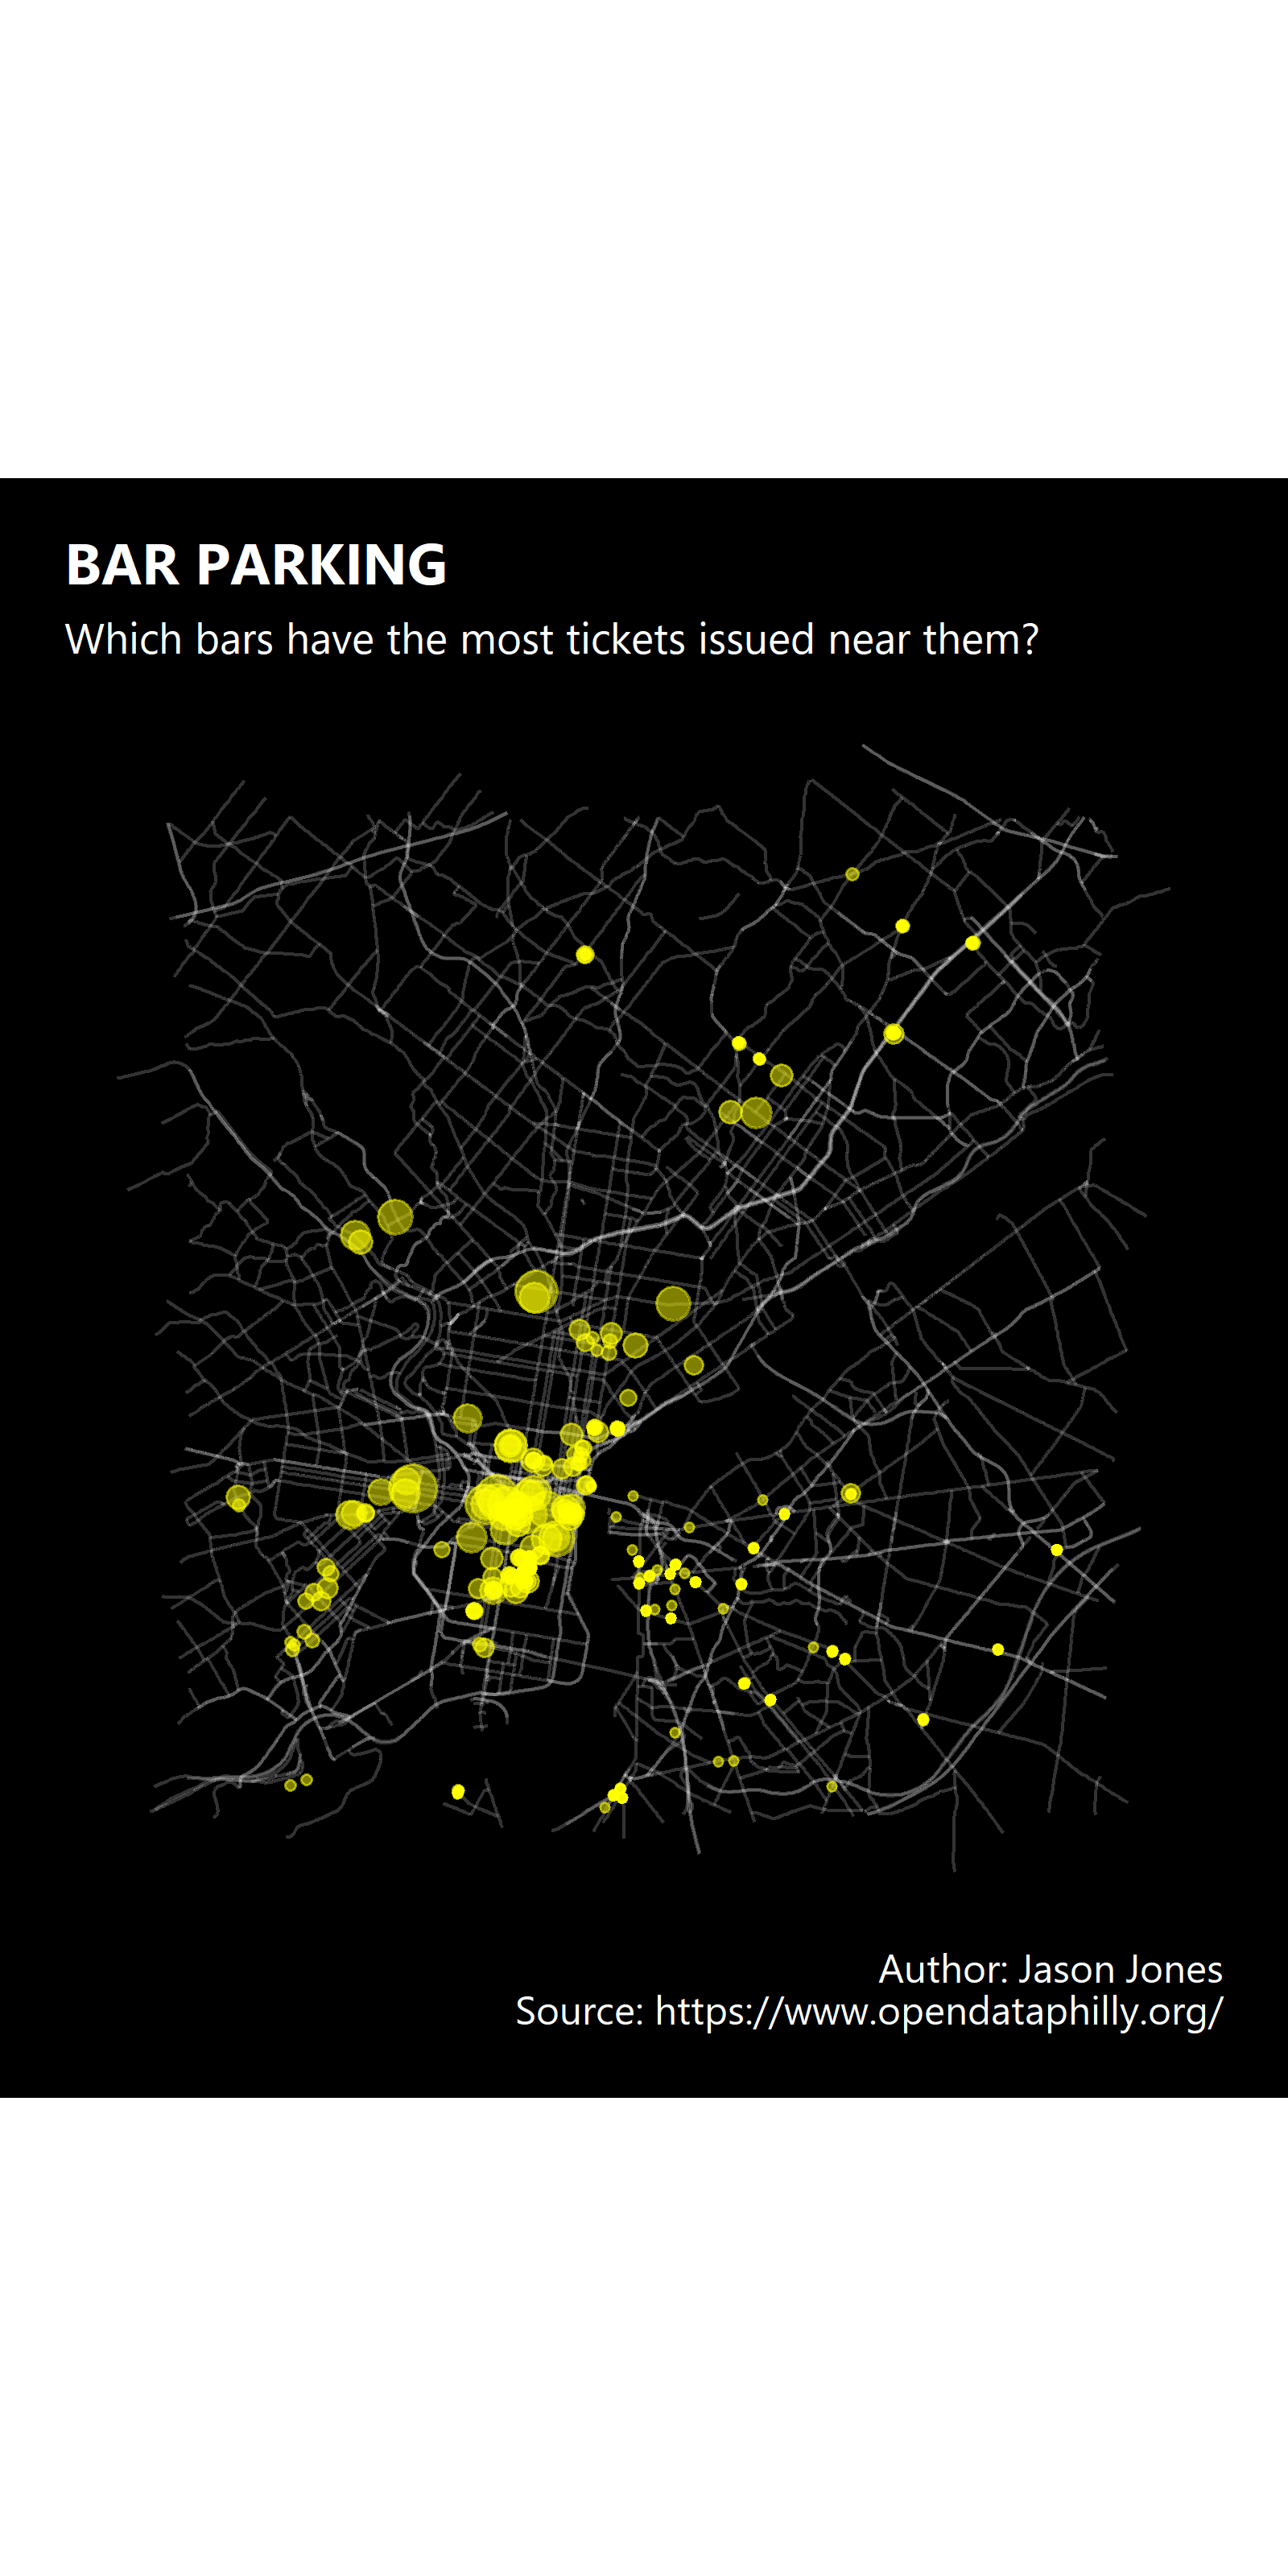 BAR PARKING
Which bars have the most tickets issued near them?
Author: Jason Jones
Source: https://www.opendataphilly.org/